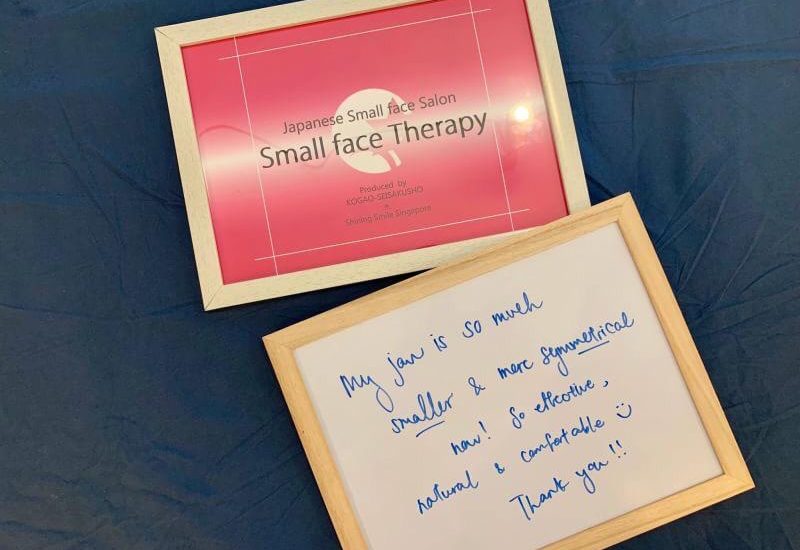 Japanese Small face Salon
Small face Therapy
Produced by
KOGAO-SEISAKUSHO
×
Shining Smile Singapore
My jaw is so much
smaller & more symmetrical
now! So effective,
natural & comfortable :)
Thank you!!